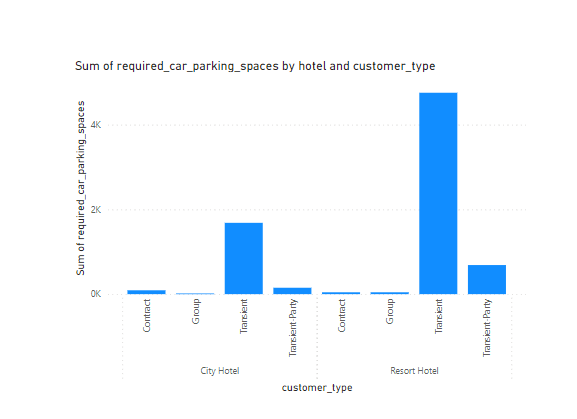 Sum of required_car_parking_spaces by hotel and customer_type
Sum of required_car_parking_spaces
4K
2K
0K
Contract
Group
Transient
Transient-Party
Contract
Group
Transient
Transient-Party
City Hotel
Resort Hotel
customer_type